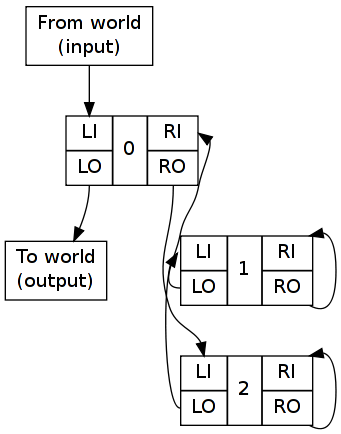 From world
(input)
LI 0 RI
LO RO
To world
(output)
LI 1 RI
LO RO
LI 2 RI
LO RO